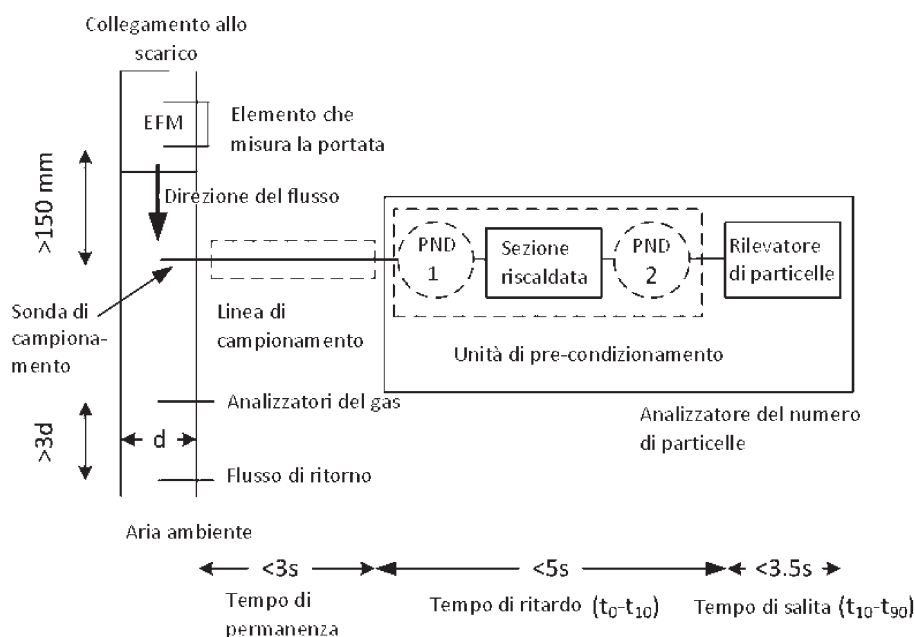 Collegamento allo
scarico
EFM
Elemento che
misura la portata
>150 mm
Direzione del flusso
PND
1
Sezione
riscaldata
PND
2
Rilevatore
di particelle
Sonda di
campiona-
mento
Linea di
campionamento
Unità di pre-condizionamento
Analizzatori del gas
Analizzatore del numero
di particelle
>3d
d
Flusso di ritorno
Aria ambiente
<3s
<5s
<3.5s
Tempo di
permanenza
Tempo di ritardo (t₀-t₁₀)
Tempo di salita (t₁₀-t₉₀)